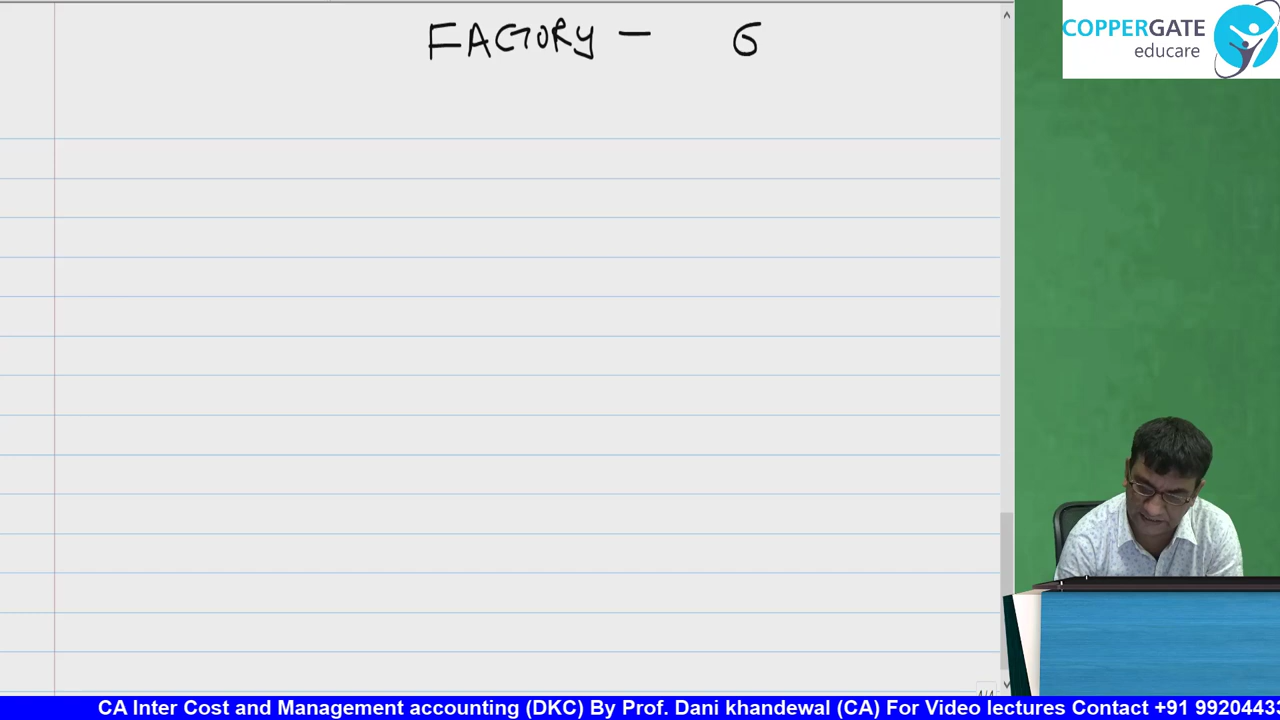 FACTORY - G
COPPERGATE
educare
CA Inter Cost and Management accounting (DKC) By Prof. Dani khandewal (CA) For Video lectures Contact +91 99204433